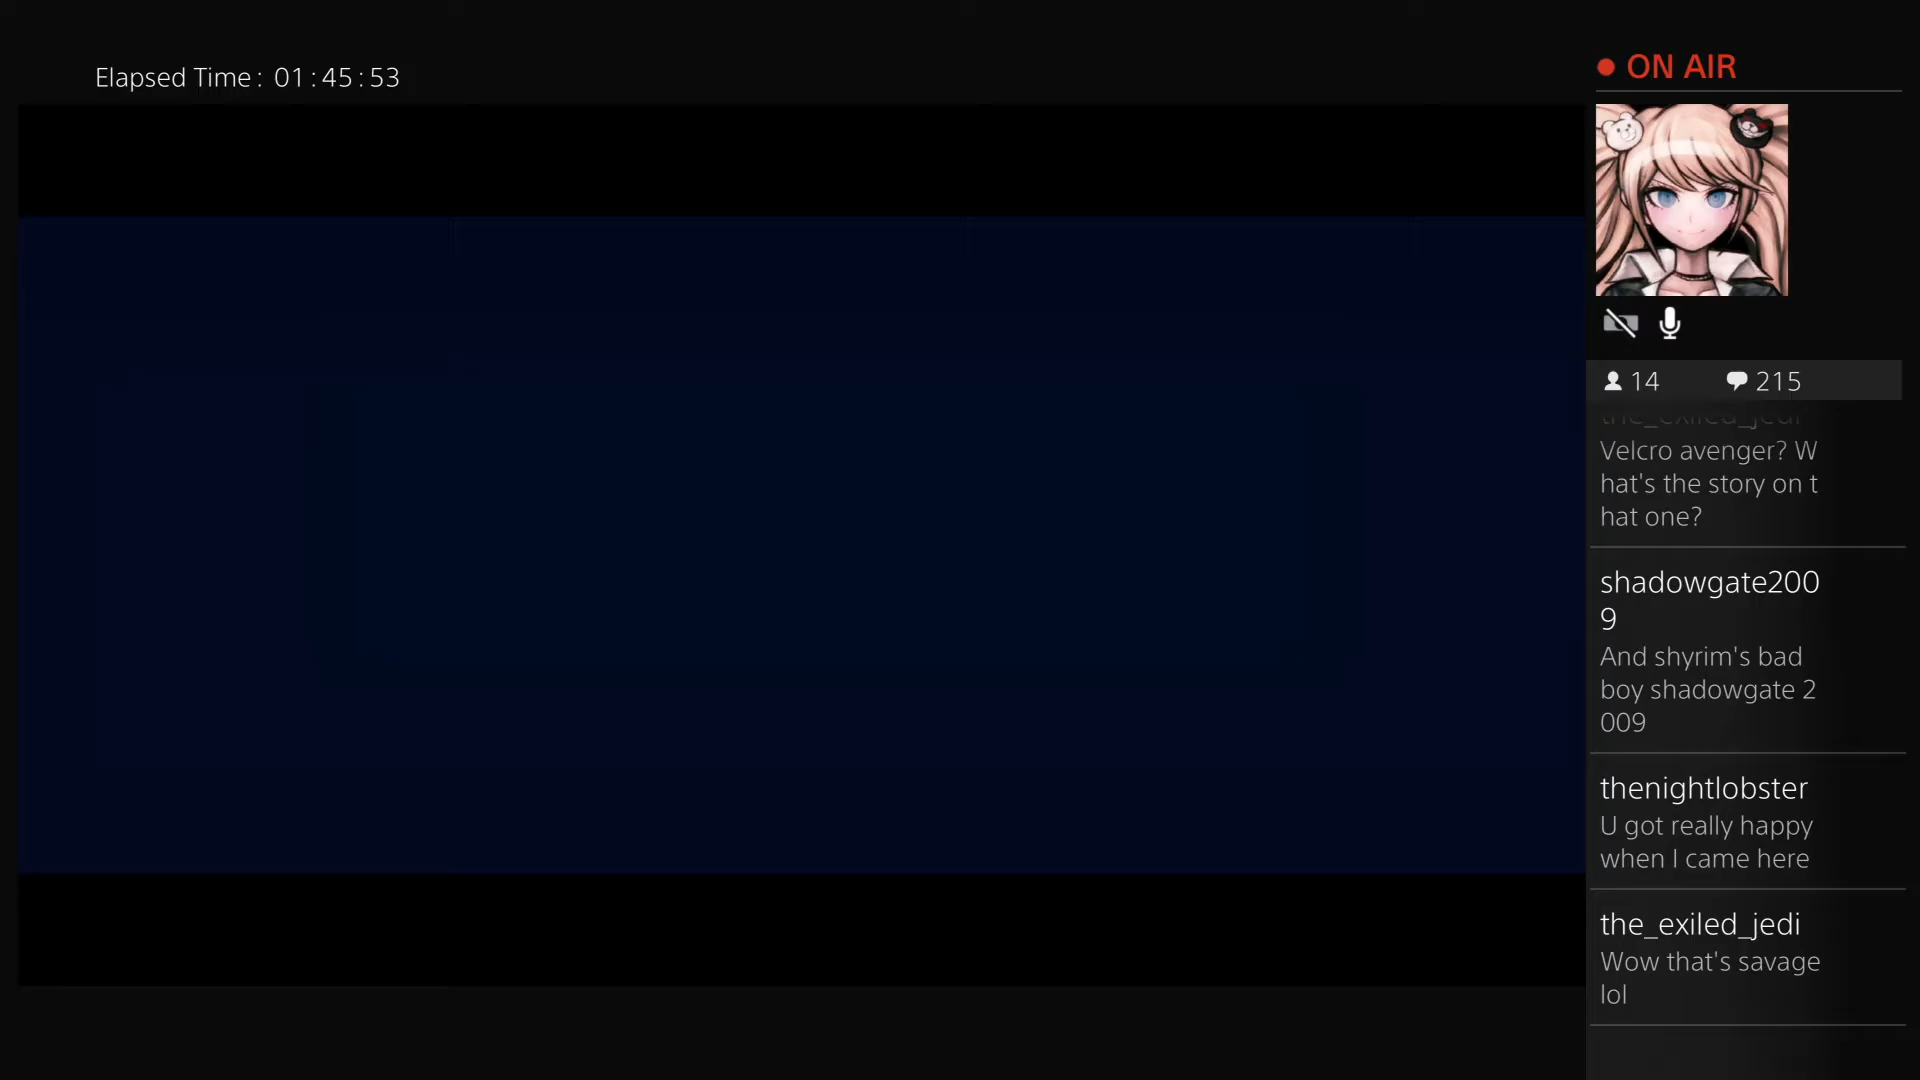 Elapsed Time: 01:45:53
ON AIR
14 215
the_exiled_jedi
Velcro avenger? W
hat's the story on t
hat one?
shadowgate200
9
And shyrim's bad
boy shadowgate 2
009
thenightlobster
U got really happy
when I came here
the_exiled_jedi
Wow that's savage
lol